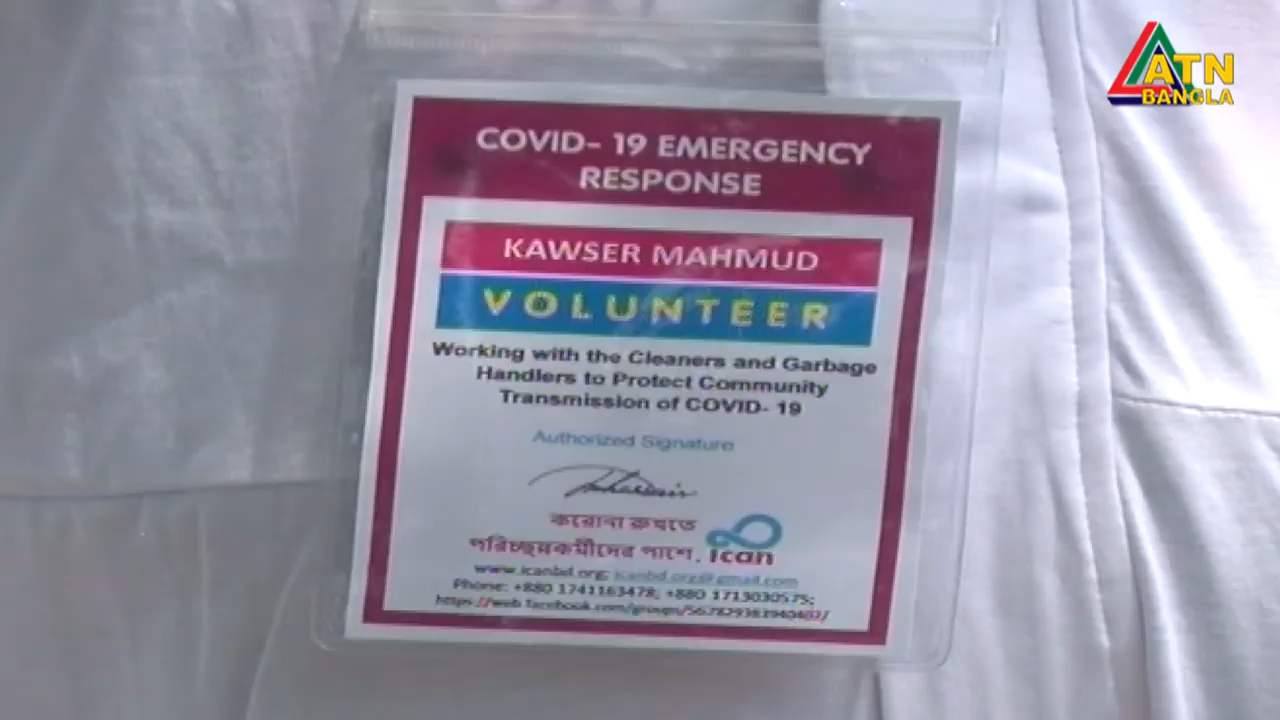 ATN
BANGLA
COVID- 19 EMERGENCY
RESPONSE
KAWSER MAHMUD
VOLUNTEER
Working with the Cleaners and Garbage
Handlers to Protect Community
Transmission of COVID- 19
Authorized Signature
করোনা রুখতে
পরিচ্ছন্নকর্মীদের পাশে, ican
www.icanbd.org; icanbd.org@gmail.com
Phone: +880 1741163478; +880 1713030575;